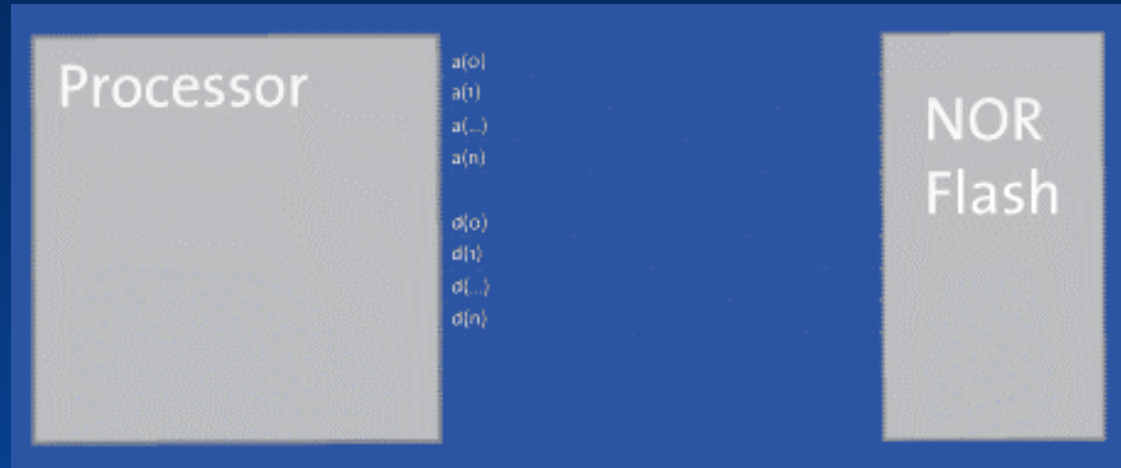 Processor
a(0)
a(1)
a(...)
a(n)
d(0)
d(1)
d(...)
d(n)
NOR
Flash